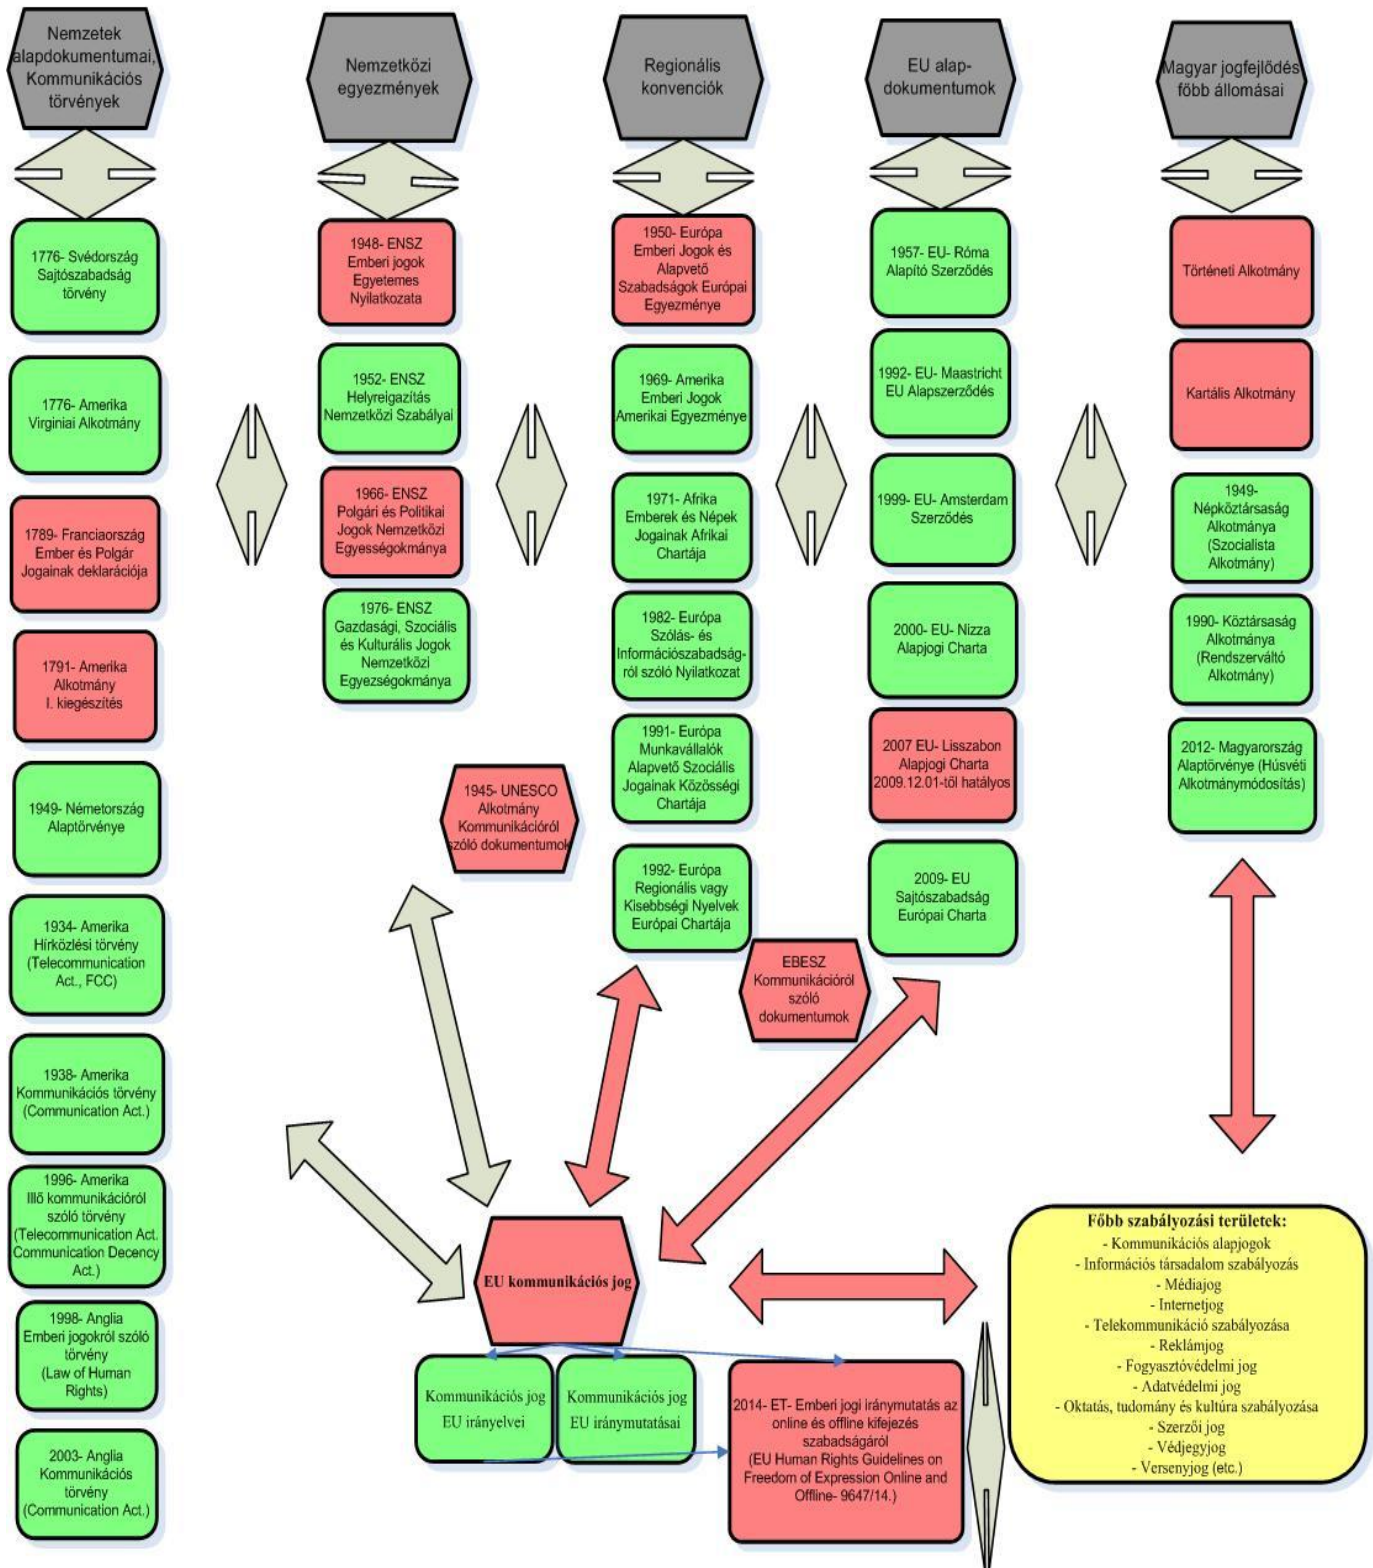 Nemzetek
alapdokumentumai,
Kommunikációs
törvények
Nemzetközi
egyezmények
Regionális
konvenciók
EU alap-
dokumentumok
Magyar jogfejlődés
főbb állomásai
1776- Svédország
Sajtószabadság
törvény
1776- Amerika
Virginiai Alkotmány
1789- Franciaország
Ember és Polgár
Jogainak deklarációja
1791- Amerika
Alkotmány
I. kiegészítés
1949- Németország
Alaptörvénye
1934- Amerika
Hírközlési törvény
(Telecommunication
Act., FCC)
1938- Amerika
Kommunikációs törvény
(Communication Act.)
1996- Amerika
Illő kommunikációról
szóló törvény
(Telecommunication Act.
Communication Decency
Act.)
1998- Anglia
Emberi jogokról szóló
törvény
(Law of Human
Rights)
2003- Anglia
Kommunikációs
törvény
(Communication Act.)
1948- ENSZ
Emberi jogok
Egyetemes
Nyilatkozata
1952- ENSZ
Helyreigazítás
Nemzetközi Szabályai
1966- ENSZ
Polgári és Politikai
Jogok Nemzetközi
Egyességokmánya
1976- ENSZ
Gazdasági, Szociális
és Kulturális Jogok
Nemzetközi
Egyezségokmánya
1945- UNESCO
Alkotmány
Kommunikációról
szóló dokumentumok
1950- Európa
Emberi Jogok és
Alapvető
Szabadságok Európai
Egyezménye
1969- Amerika
Emberi Jogok
Amerikai Egyezménye
1971- Afrika
Emberek és Népek
Jogainak Afrikai
Chartája
1982- Európa
Szólás- és
Információszabadság-
ról szóló Nyilatkozat
1991- Európa
Munkavállalók
Alapvető Szociális
Jogainak Közösségi
Chartája
1992- Európa
Regionális vagy
Kisebbségi Nyelvek
Európai Chartája
EBESZ
Kommunikációról
szóló
dokumentumok
1957- EU- Róma
Alapító Szerződés
1992- EU- Maastricht
EU Alapszerződés
1999- EU- Amsterdam
Szerződés
2000- EU- Nizza
Alapjogi Charta
2007 EU- Lisszabon
Alapjogi Charta
2009.12.01-től hatályos
2009- EU
Sajtószabadság
Európai Charta
Történeti Alkotmány
Kartális Alkotmány
1949-
Népköztársaság
Alkotmánya
(Szocialista
Alkotmány)
1990- Köztársaság
Alkotmánya
(Rendszerváltó
Alkotmány)
2012- Magyarország
Alaptörvénye (Húsvéti
Alkotmánymódosítás)
EU kommunikációs jog
Kommunikációs jog
EU irányelvei
Kommunikációs jog
EU iránymutatásai
2014- ET- Emberi jogi iránymutatás az
online és offline kifejezés
szabadságáról
(EU Human Rights Guidelines on
Freedom of Expression Online and
Offline- 9647/14.)
Főbb szabályozási területek:
- Kommunikációs alapjogok
- Információs társadalom szabályozás
- Médiajog
- Internetjog
- Telekommunikáció szabályozása
- Reklámjog
- Fogyasztóvédelmi jog
- Adatvédelmi jog
- Oktatás, tudomány és kultúra szabályozása
- Szerzői jog
- Védjegyjog
- Versenyjog (etc.)